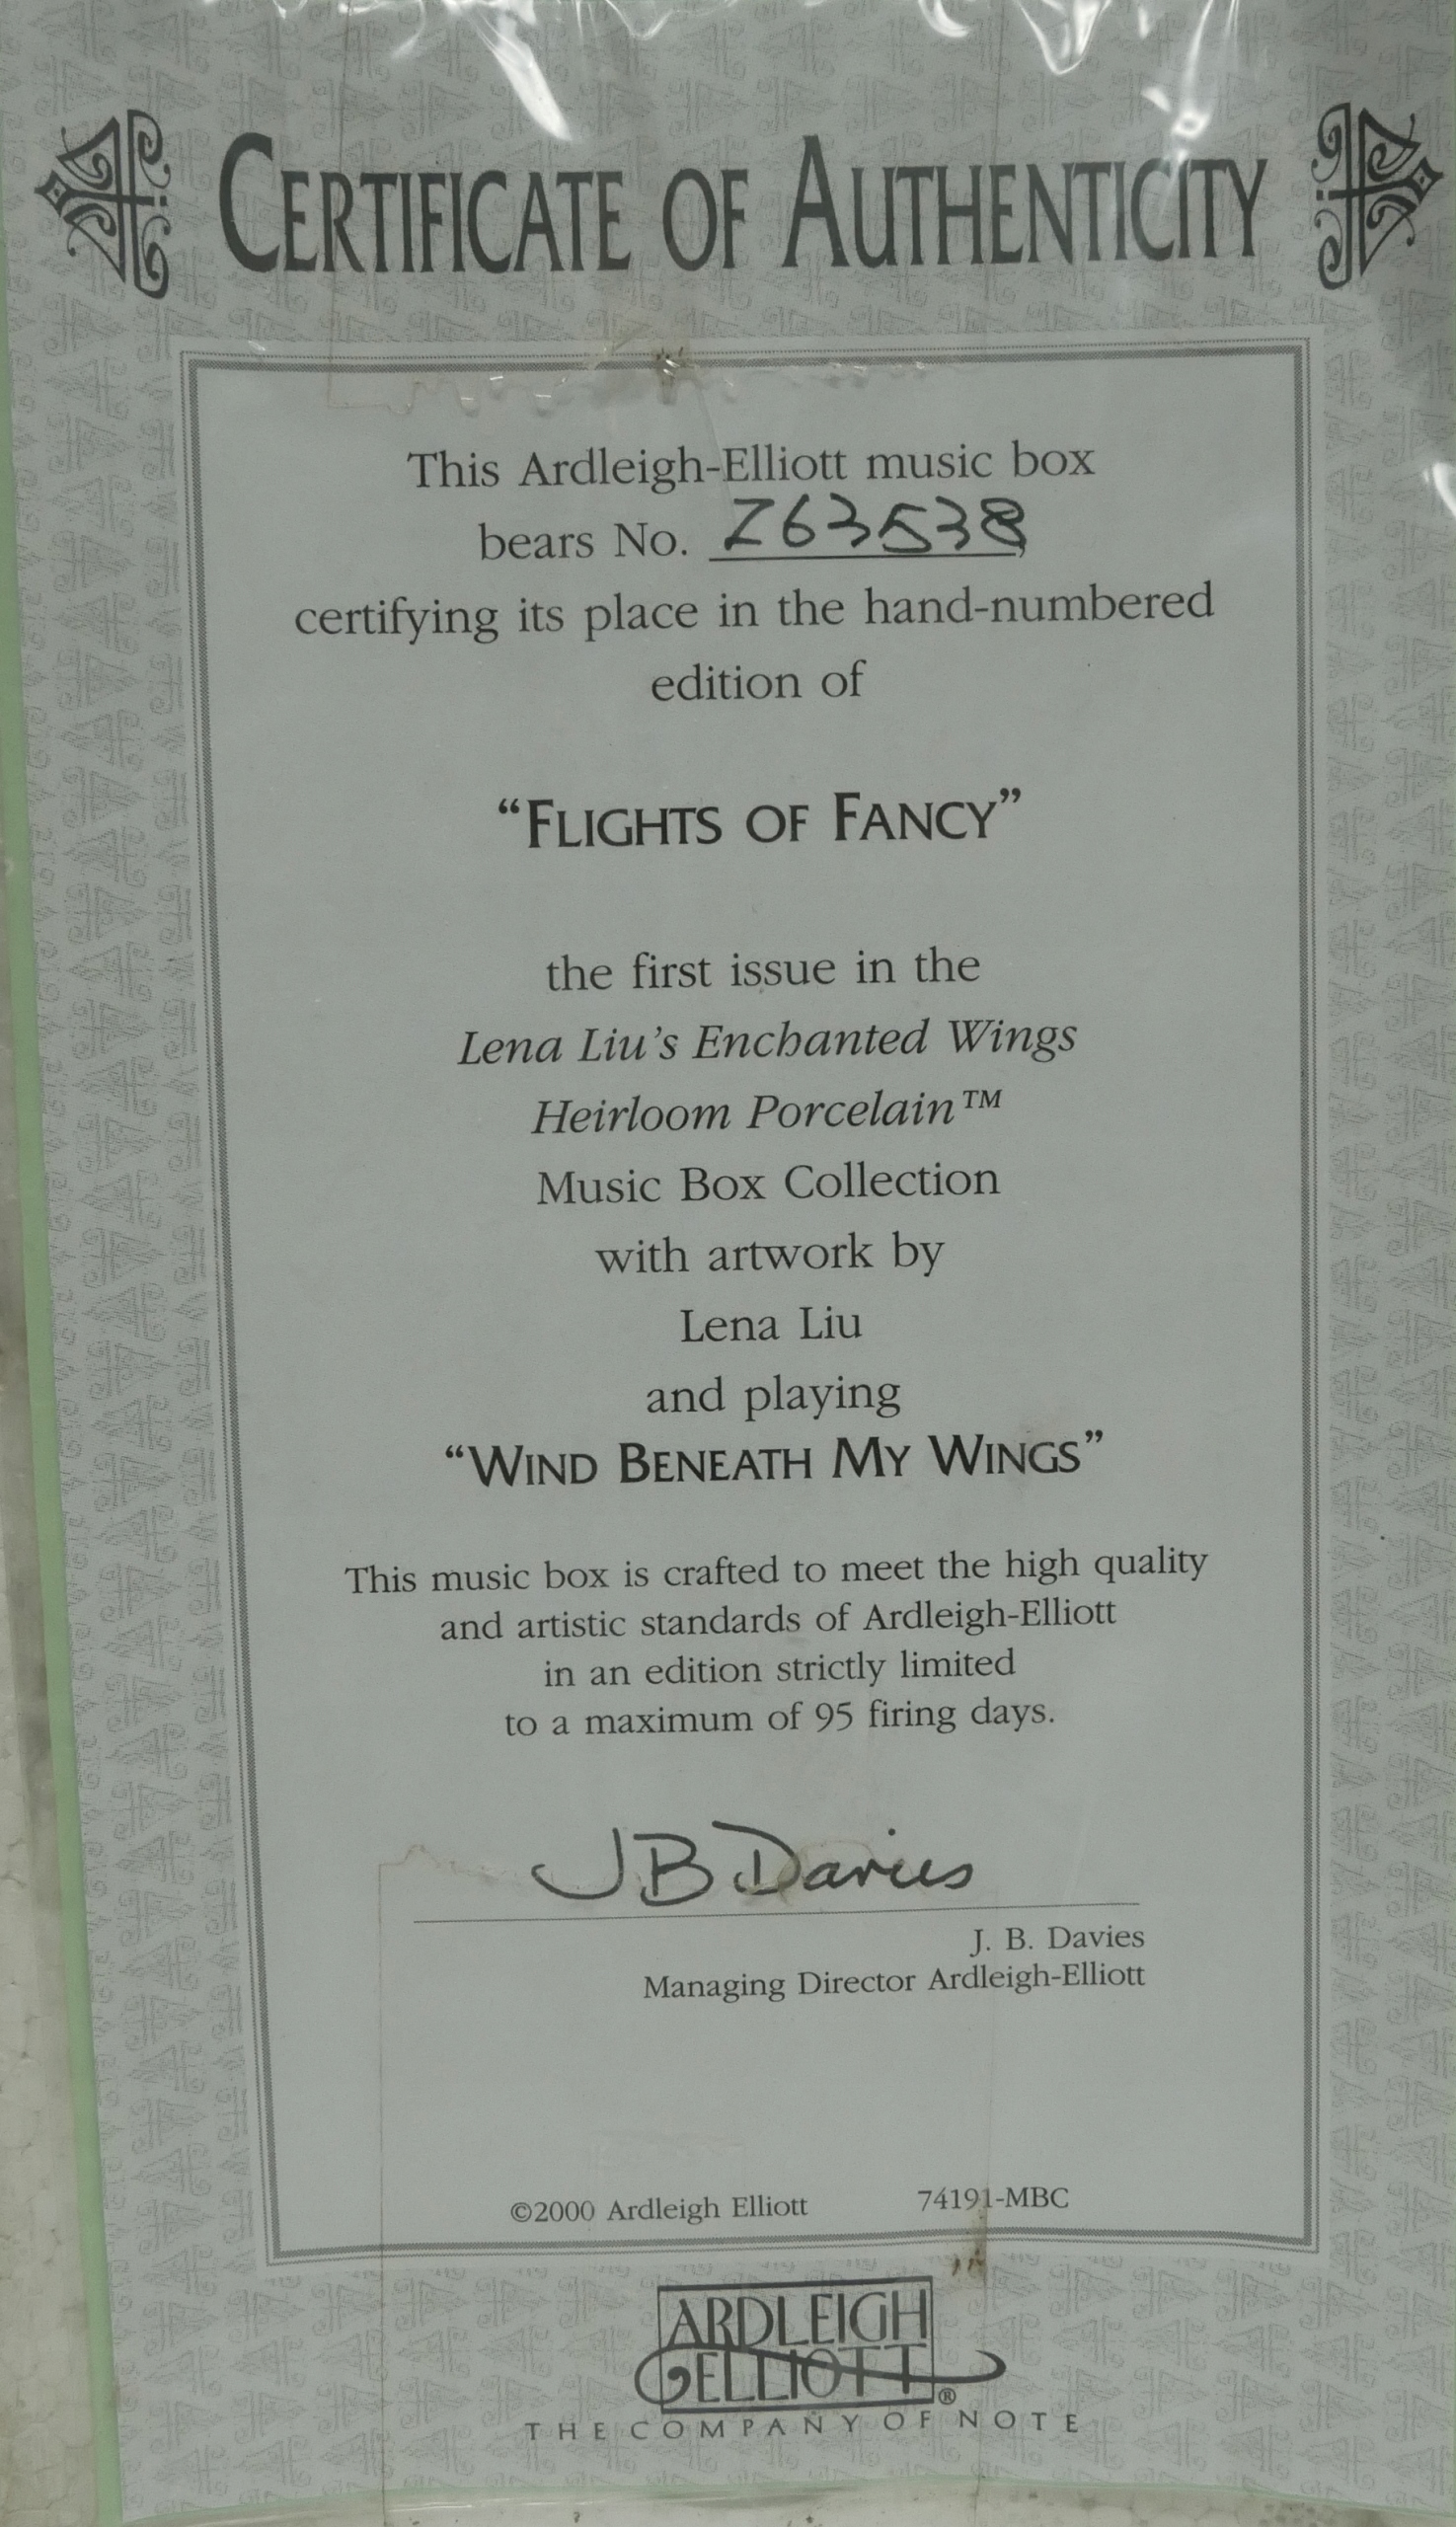 CERTIFICATE OF AUTHENTICITY
This Ardleigh-Elliott music box
bears No. Z63538,
certifying its place in the hand-numbered
edition of
“FLIGHTS OF FANCY”
the first issue in the
Lena Liu’s Enchanted Wings
Heirloom Porcelain™
Music Box Collection
with artwork by
Lena Liu
and playing
“WIND BENEATH MY WINGS”
This music box is crafted to meet the high quality
and artistic standards of Ardleigh-Elliott
in an edition strictly limited
to a maximum of 95 firing days.
J B Davies
J. B. Davies
Managing Director Ardleigh-Elliott
©2000 Ardleigh Elliott 74191-MBC
ARDLEIGH
ELLIOTT®
THE COMPANY OF NOTE